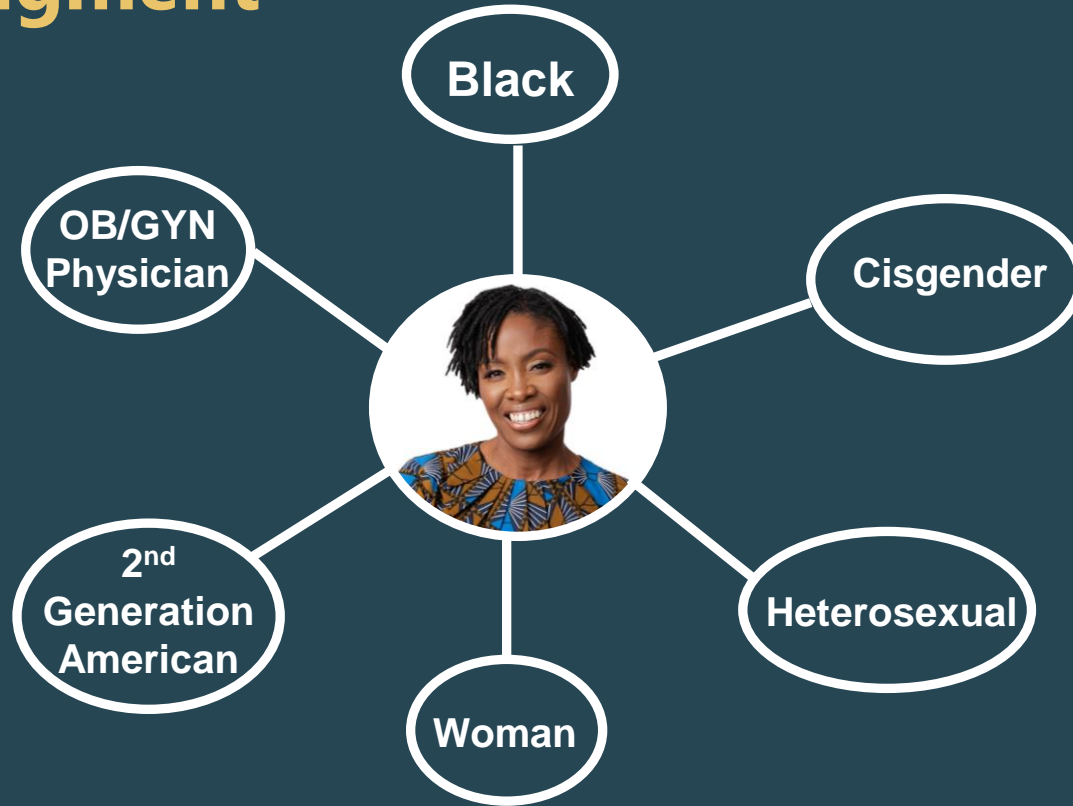 Black
OB/GYN
Physician
Cisgender
2nd
Generation
American
Heterosexual
Woman